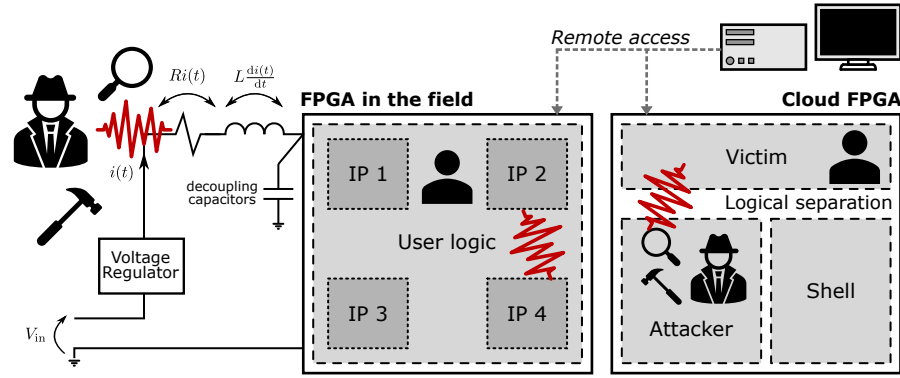 Remote access
Ri(t)
L di(t)/dt
FPGA in the field
Cloud FPGA
i(t)
decoupling
capacitors
IP 1
IP 2
Victim
Logical separation
User logic
Voltage
Regulator
IP 3
IP 4
Attacker
Shell
Vin